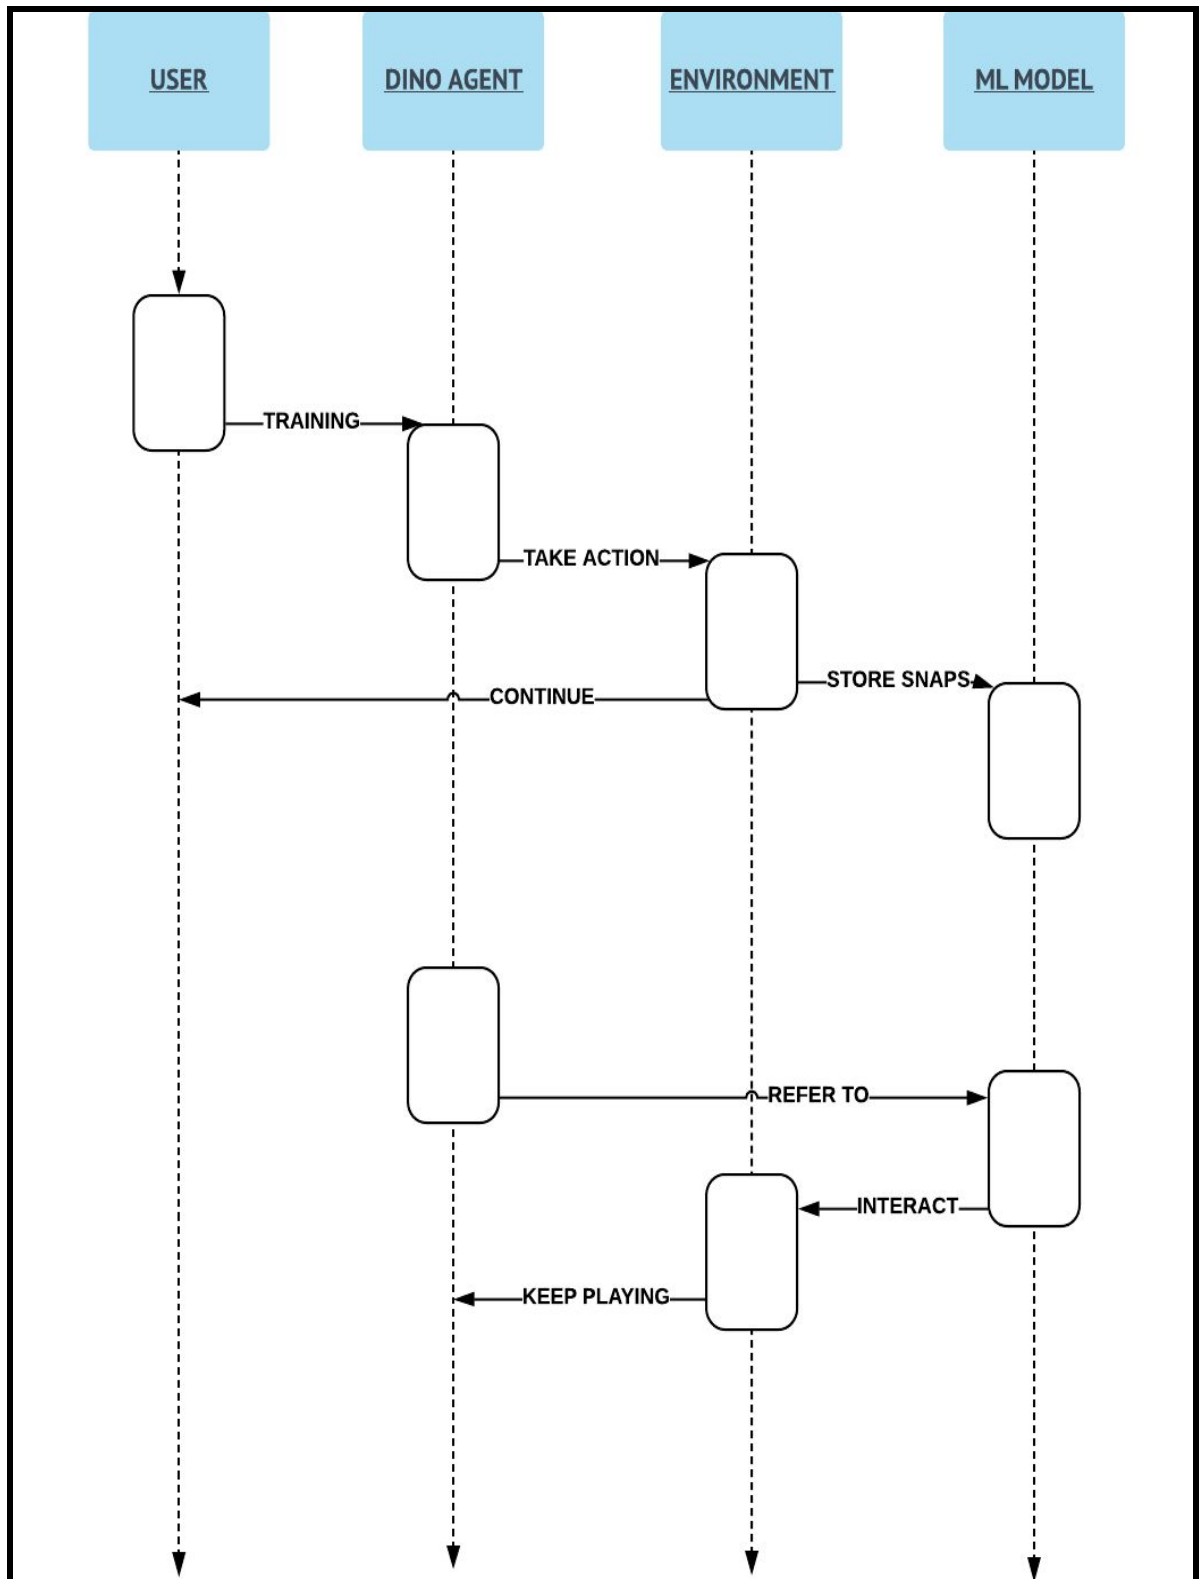 USER
DINO AGENT
ENVIRONMENT
ML MODEL
TRAINING
TAKE ACTION
STORE SNAPS
CONTINUE
REFER TO
INTERACT
KEEP PLAYING